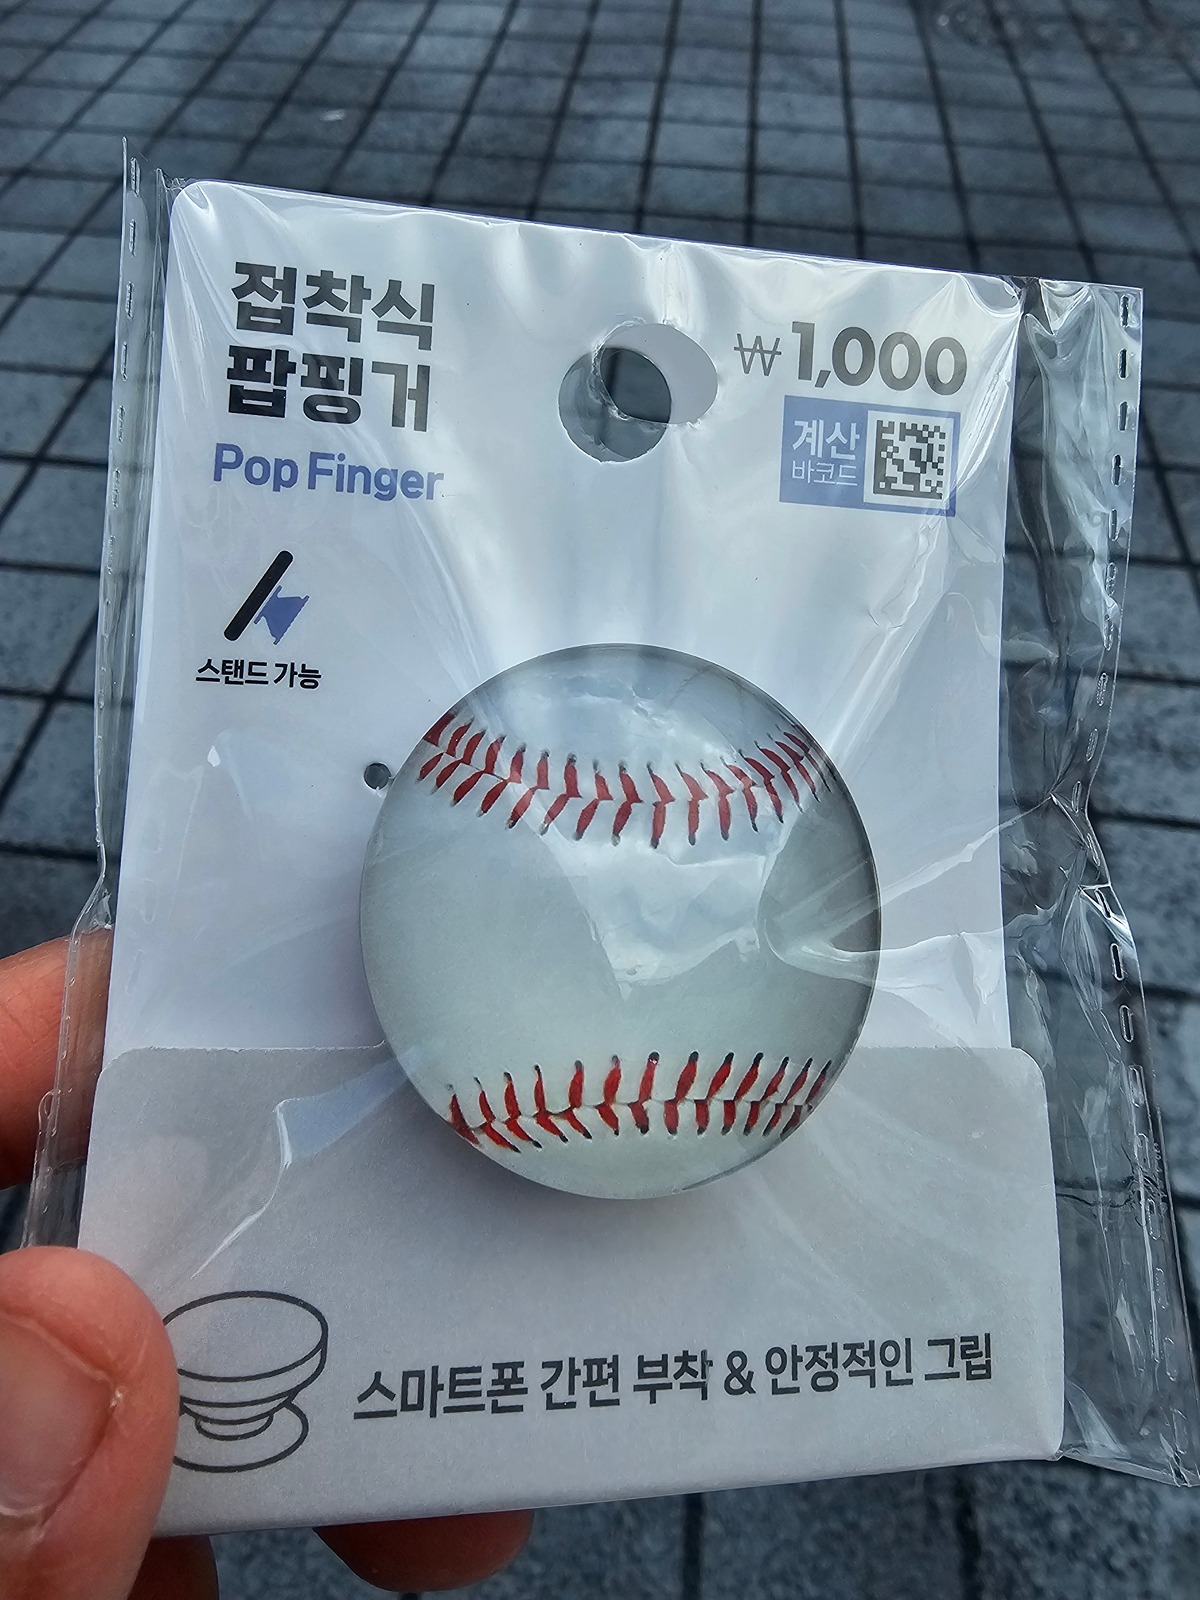 접착식
팝핑거
Pop Finger
스탠드 가능
₩1,000
계산
바코드
스마트폰 간편 부착 & 안정적인 그립